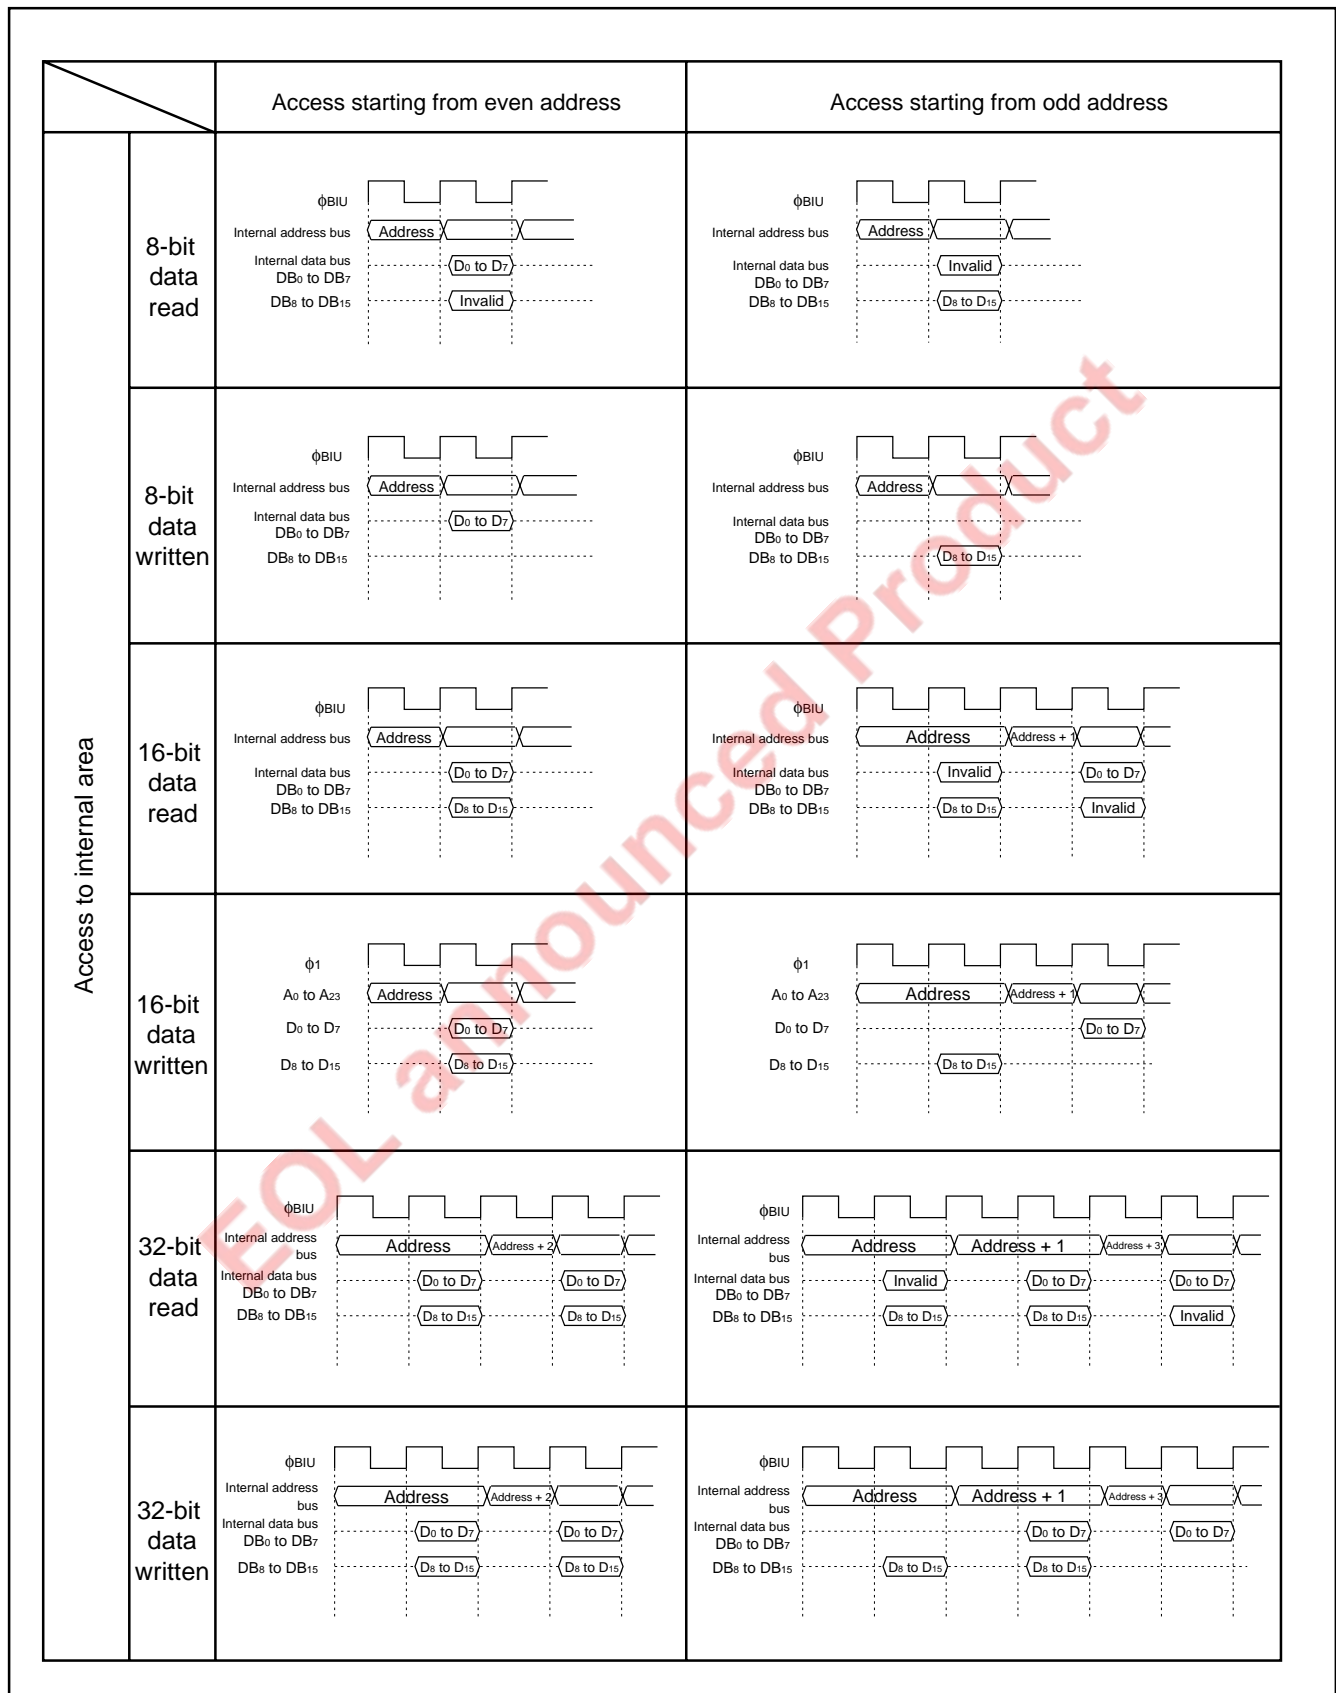 Access starting from even address
Access starting from odd address
Access to internal area
8-bit
data
read
ϕBIU
Internal address bus
Address
Internal data bus
DB0 to DB7
D0 to D7
DB8 to DB15
Invalid
ϕBIU
Internal address bus
Address
Internal data bus
DB0 to DB7
Invalid
DB8 to DB15
D8 to D15
8-bit
data
written
ϕBIU
Internal address bus
Address
Internal data bus
DB0 to DB7
D0 to D7
DB8 to DB15
ϕBIU
Internal address bus
Address
Internal data bus
DB0 to DB7
DB8 to DB15
D8 to D15
16-bit
data
read
ϕBIU
Internal address bus
Address
Internal data bus
DB0 to DB7
D0 to D7
DB8 to DB15
D8 to D15
ϕBIU
Internal address bus
Address Address + 1
Internal data bus
DB0 to DB7
Invalid D0 to D7
DB8 to DB15
D8 to D15 Invalid
16-bit
data
written
ϕ1
A0 to A23
Address
D0 to D7
D0 to D7
D8 to D15
D8 to D15
ϕ1
A0 to A23
Address Address + 1
D0 to D7
D0 to D7
D8 to D15
D8 to D15
32-bit
data
read
ϕBIU
Internal address
bus
Address Address + 2
Internal data bus
DB0 to DB7
D0 to D7 D0 to D7
DB8 to DB15
D8 to D15 D8 to D15
ϕBIU
Internal address
bus
Address Address + 1 Address + 3
Internal data bus
DB0 to DB7
Invalid D0 to D7 D0 to D7
DB8 to DB15
D8 to D15 D8 to D15 Invalid
32-bit
data
written
ϕBIU
Internal address
bus
Address Address + 2
Internal data bus
DB0 to DB7
D0 to D7 D0 to D7
DB8 to DB15
D8 to D15 D8 to D15
ϕBIU
Internal address
bus
Address Address + 1 Address + 3
Internal data bus
DB0 to DB7
D0 to D7 D0 to D7
DB8 to DB15
D8 to D15 D8 to D15
EOL announced Product